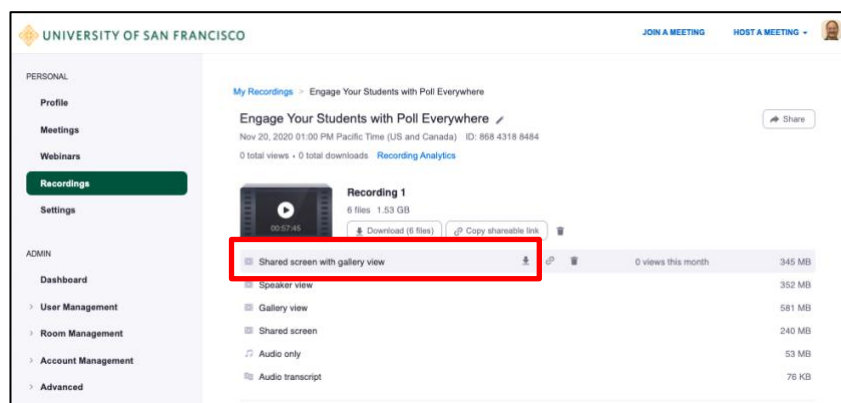 UNIVERSITY OF SAN FRANCISCO
JOIN A MEETING
HOST A MEETING
PERSONAL
Profile
Meetings
Webinars
Recordings
Settings
ADMIN
Dashboard
User Management
Room Management
Account Management
Advanced
My Recordings > Engage Your Students with Poll Everywhere
Engage Your Students with Poll Everywhere
Share
Nov 20, 2020 01:00 PM Pacific Time (US and Canada) ID: 868 4318 8484
0 total views • 0 total downloads Recording Analytics
00:57:45
Recording 1
6 files 1.53 GB
Download (6 files)
Copy shareable link
Shared screen with gallery view 0 views this month 345 MB
Speaker view 352 MB
Gallery view 581 MB
Shared screen 240 MB
Audio only 53 MB
Audio transcript 76 KB